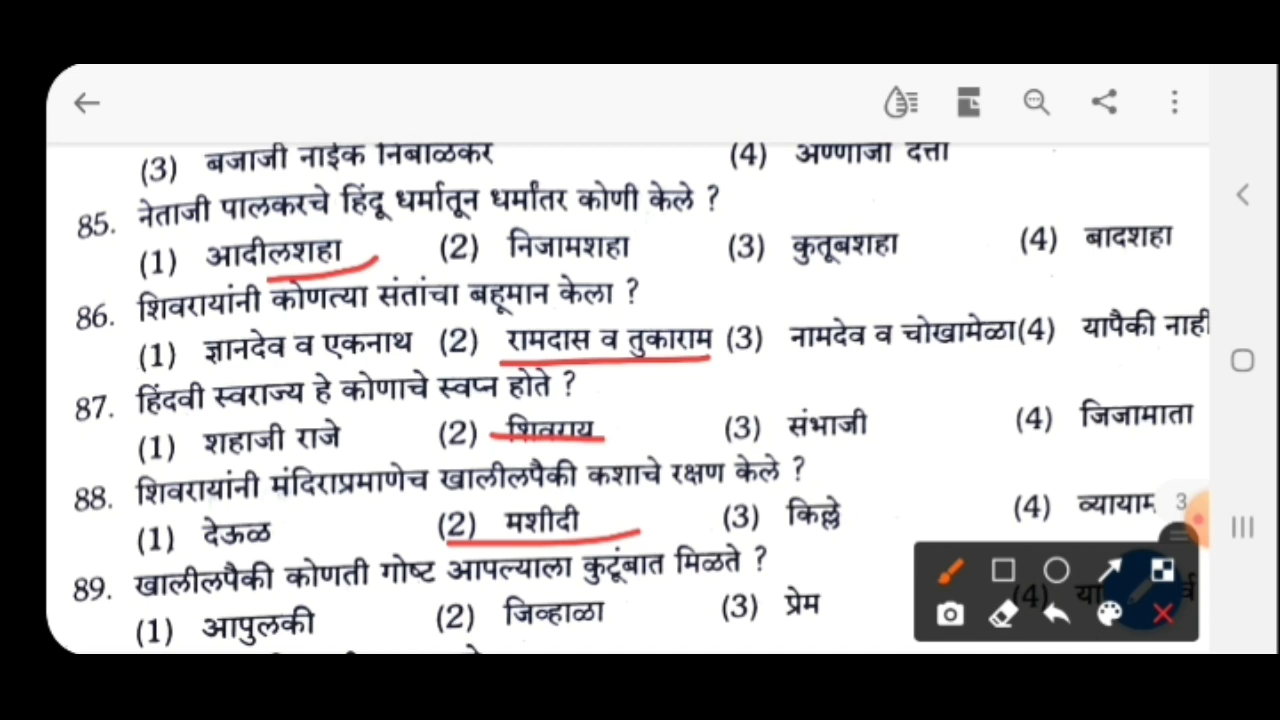 (3) बजाजी नाईक निंबाळकर (4) अण्णाजी दत्तो
85. नेताजी पालकरचे हिंदू धर्मातून धर्मांतर कोणी केले ?
(1) आदीलशहा (2) निजामशहा (3) कुतूबशहा (4) बादशहा
86. शिवरायांनी कोणत्या संतांचा बहूमान केला ?
(1) ज्ञानदेव व एकनाथ (2) रामदास व तुकाराम (3) नामदेव व चोखामेळा (4) यापैकी नाही
87. हिंदवी स्वराज्य हे कोणाचे स्वप्न होते ?
(1) शहाजी राजे (2) शिवराय (3) संभाजी (4) जिजामाता
88. शिवरायांनी मंदिराप्रमाणेच खालीलपैकी कशाचे रक्षण केले ?
(1) देऊळ (2) मशीदी (3) किल्ले (4) व्यायाम
3
89. खालीलपैकी कोणती गोष्ट आपल्याला कुटूंबात मिळते ?
(1) आपुलकी (2) जिव्हाळा (3) प्रेम (4)